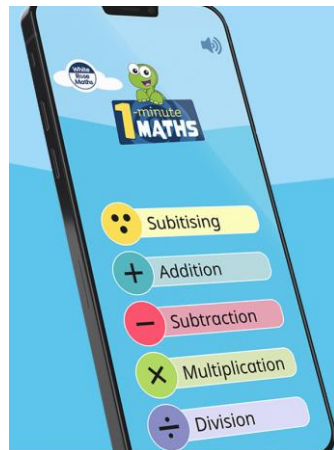 White
Rose
Maths
1-minute
MATHS
Subitising
+ Addition
− Subtraction
× Multiplication
÷ Division